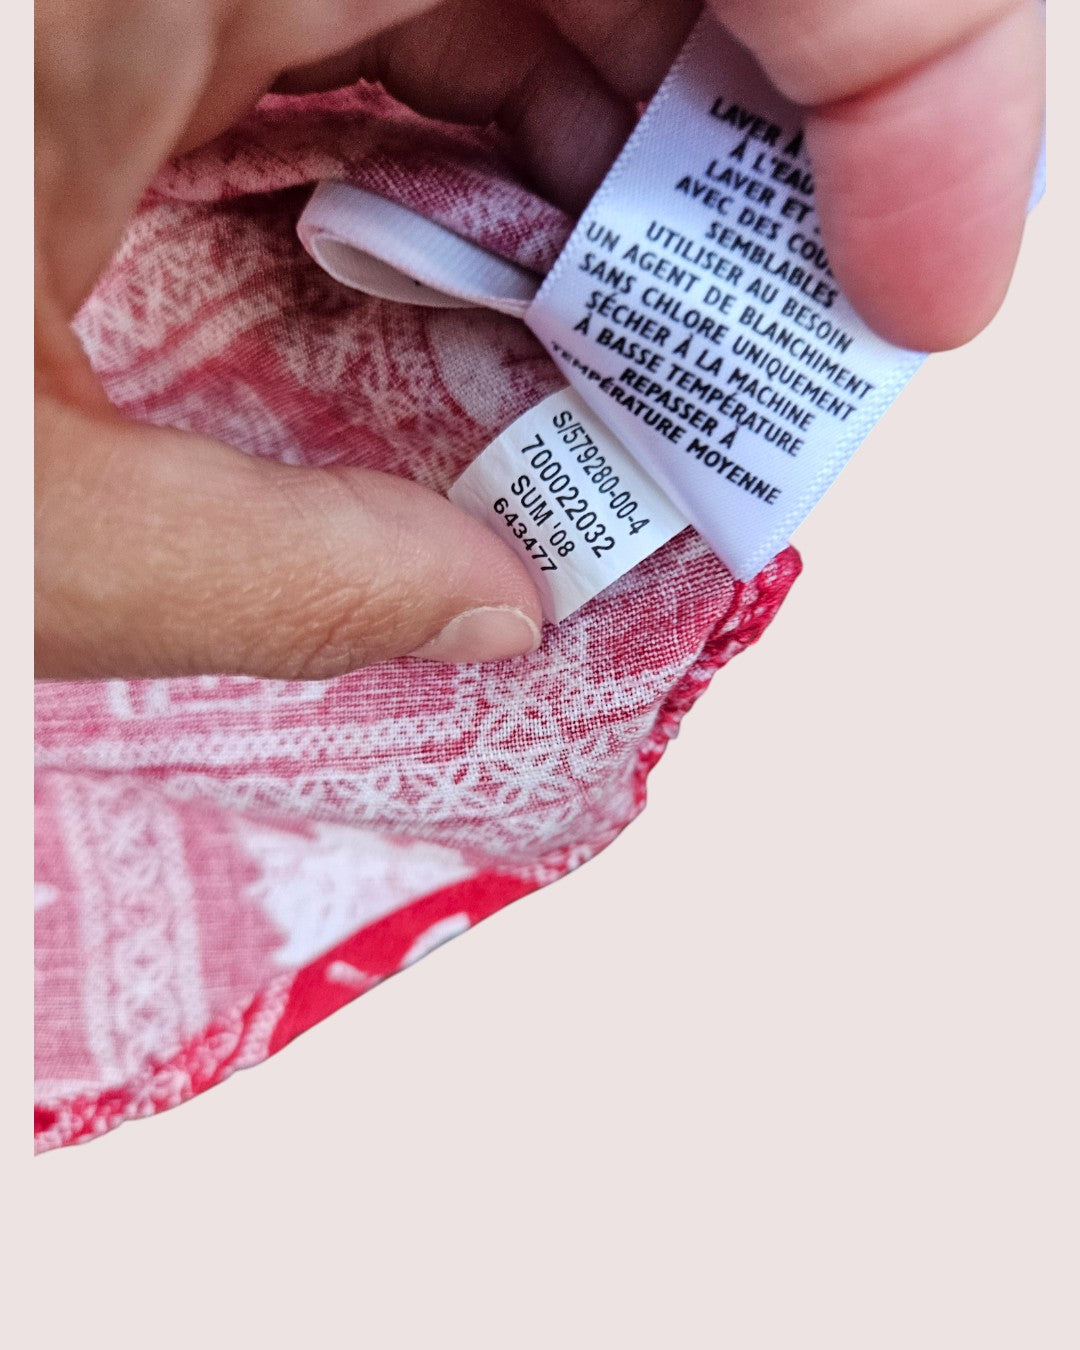 LAVER À
À L'EAU
LAVER ET
AVEC DES
SEMBLABLES
UTILISER AU BESOIN
UN AGENT DE BLANCHIMENT
SANS CHLORE UNIQUEMENT
SÉCHER À LA MACHINE
À BASSE TEMPÉRATURE
REPASSER À
TEMPÉRATURE MOYENNE
S/579280-00-4
700022032
SUM '08
643477